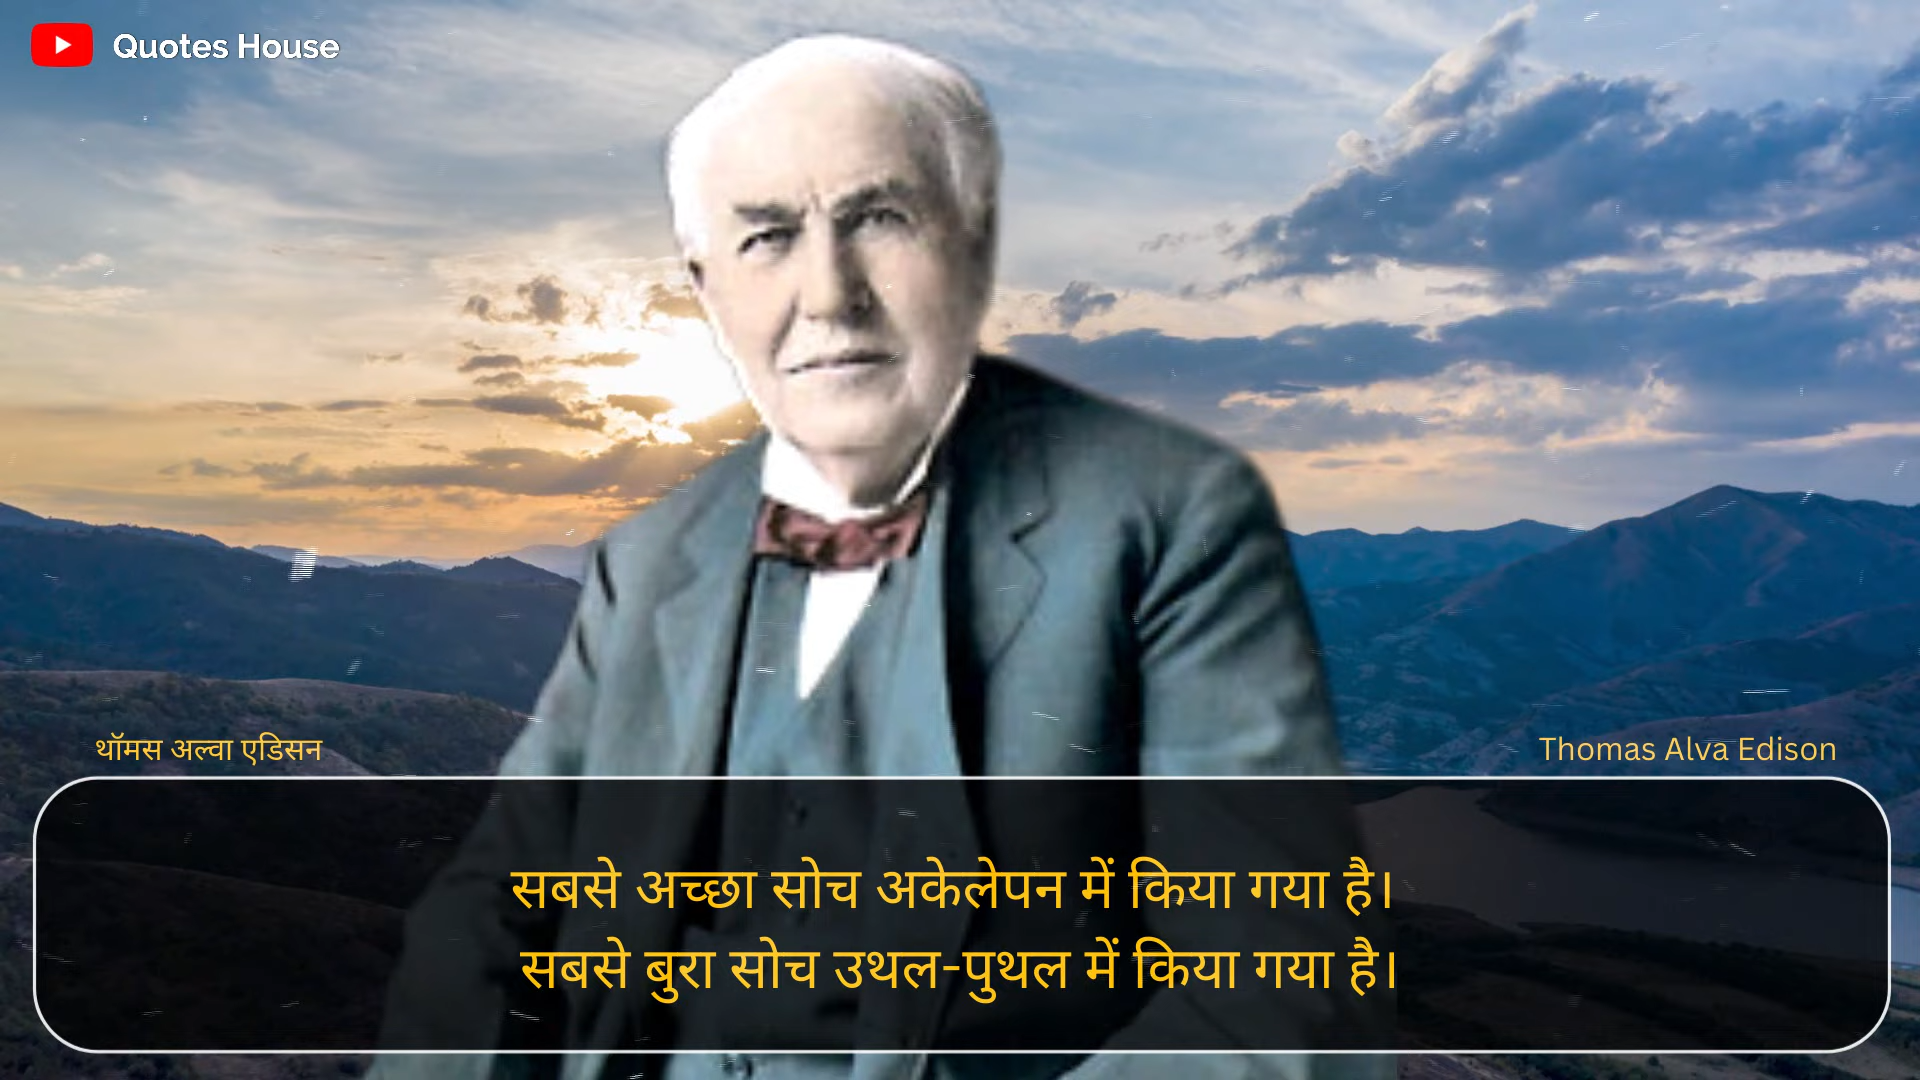 Quotes House
थॉमस अल्वा एडिसन
Thomas Alva Edison
सबसे अच्छा सोच अकेलेपन में किया गया है।
सबसे बुरा सोच उथल-पुथल में किया गया है।